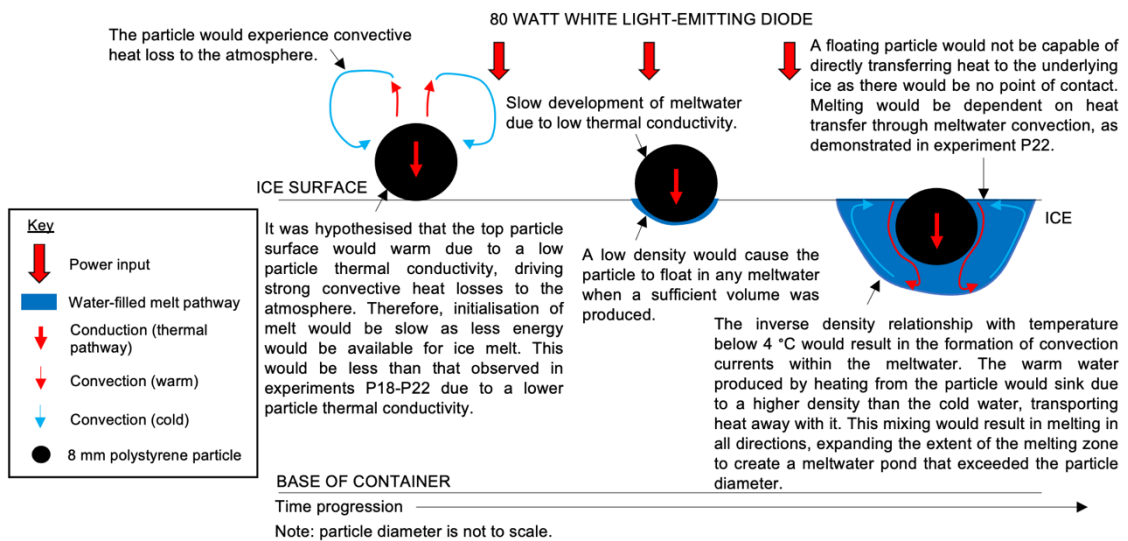 80 WATT WHITE LIGHT-EMITTING DIODE
The particle would experience convective
heat loss to the atmosphere.
Slow development of meltwater
due to low thermal conductivity.
A floating particle would not be capable of
directly transferring heat to the underlying
ice as there would be no point of contact.
Melting would be dependent on heat
transfer through meltwater convection, as
demonstrated in experiment P22.
ICE SURFACE
ICE
Key
Power input
Water-filled melt pathway
Conduction (thermal
pathway)
Convection (warm)
Convection (cold)
8 mm polystyrene particle
It was hypothesised that the top particle
surface would warm due to a low
particle thermal conductivity, driving
strong convective heat losses to the
atmosphere. Therefore, initialisation of
melt would be slow as less energy
would be available for ice melt. This
would be less than that observed in
experiments P18-P22 due to a lower
particle thermal conductivity.
A low density would cause the
particle to float in any meltwater
when a sufficient volume was
produced.
The inverse density relationship with temperature
below 4 °C would result in the formation of convection
currents within the meltwater. The warm water
produced by heating from the particle would sink due
to a higher density than the cold water, transporting
heat away with it. This mixing would result in melting in
all directions, expanding the extent of the melting zone
to create a meltwater pond that exceeded the particle
diameter.
BASE OF CONTAINER
Time progression
Note: particle diameter is not to scale.